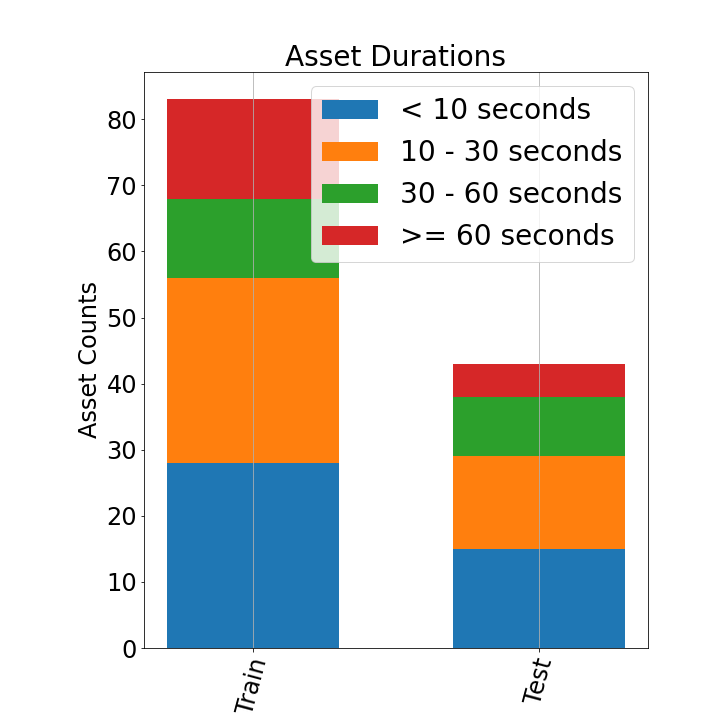 Asset Durations
< 10 seconds
10 - 30 seconds
30 - 60 seconds
>= 60 seconds
Asset Counts
80
70
60
50
40
30
20
10
0
Train
Test